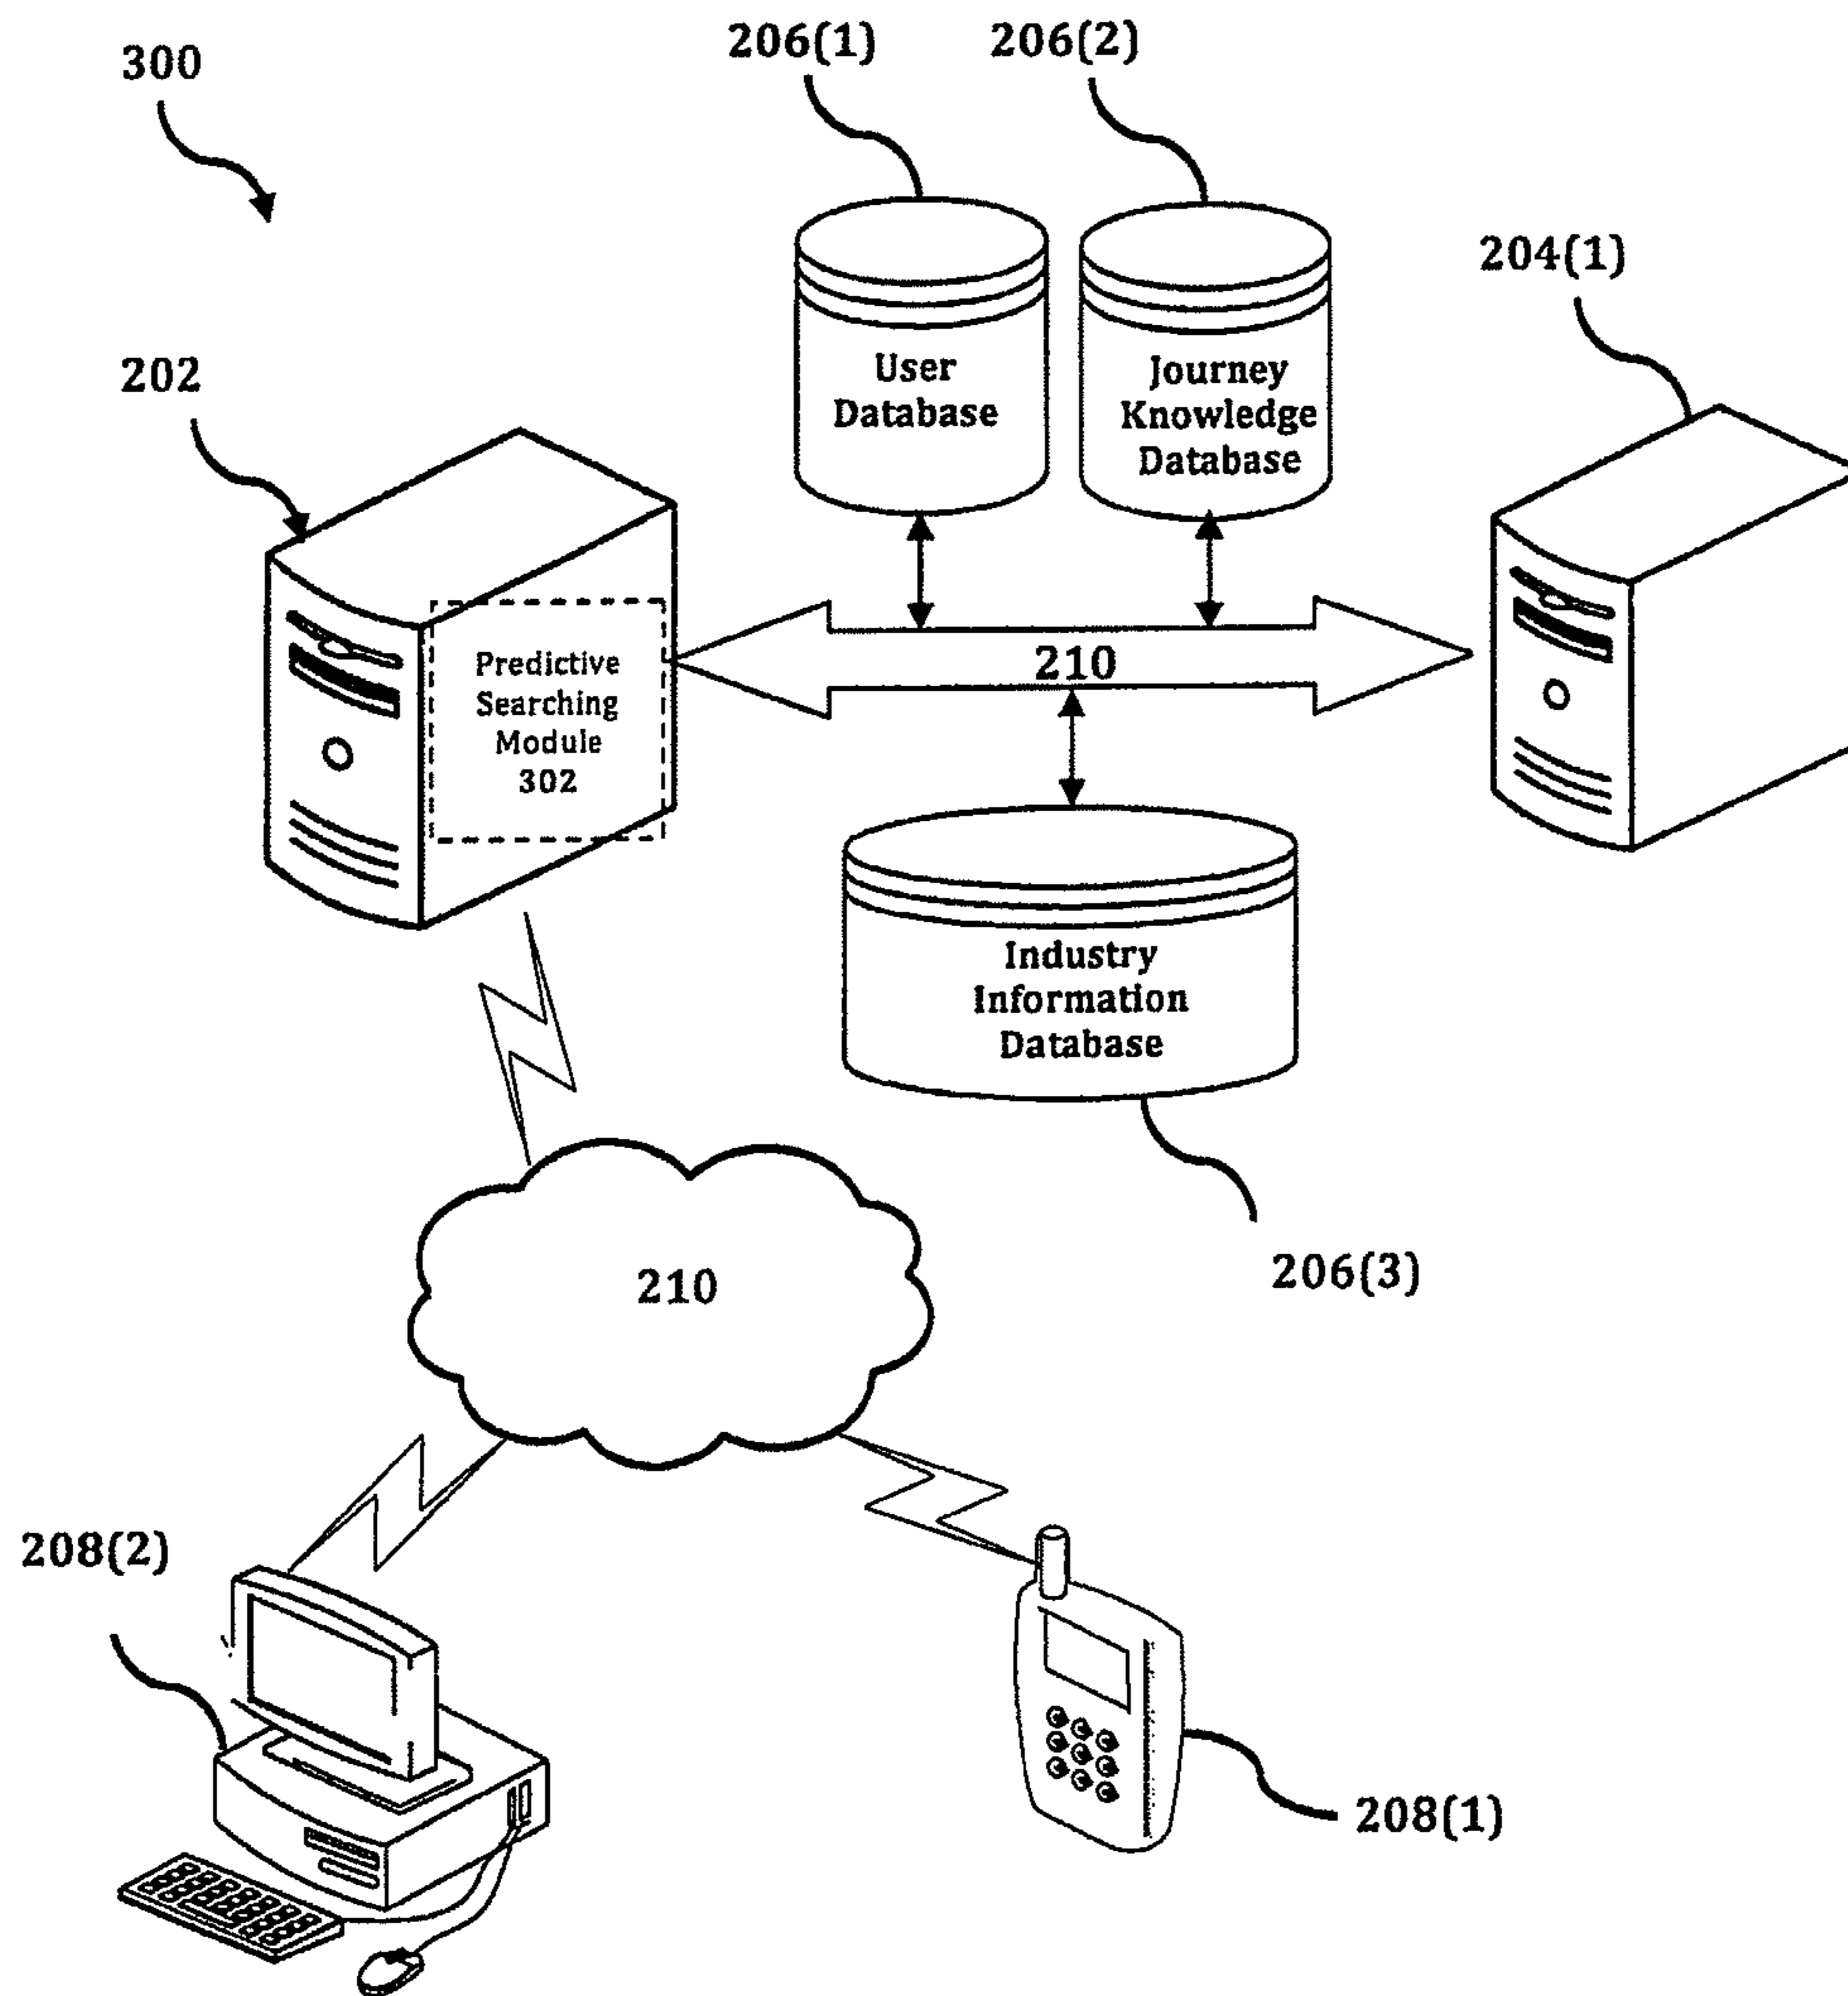 206(1) 206(2)
300
204(1)
202
User
Database
Journey
Knowledge
Database
Predictive
Searching
Module
302
210
Industry
Information
Database
206(3)
210
208(2)
208(1)